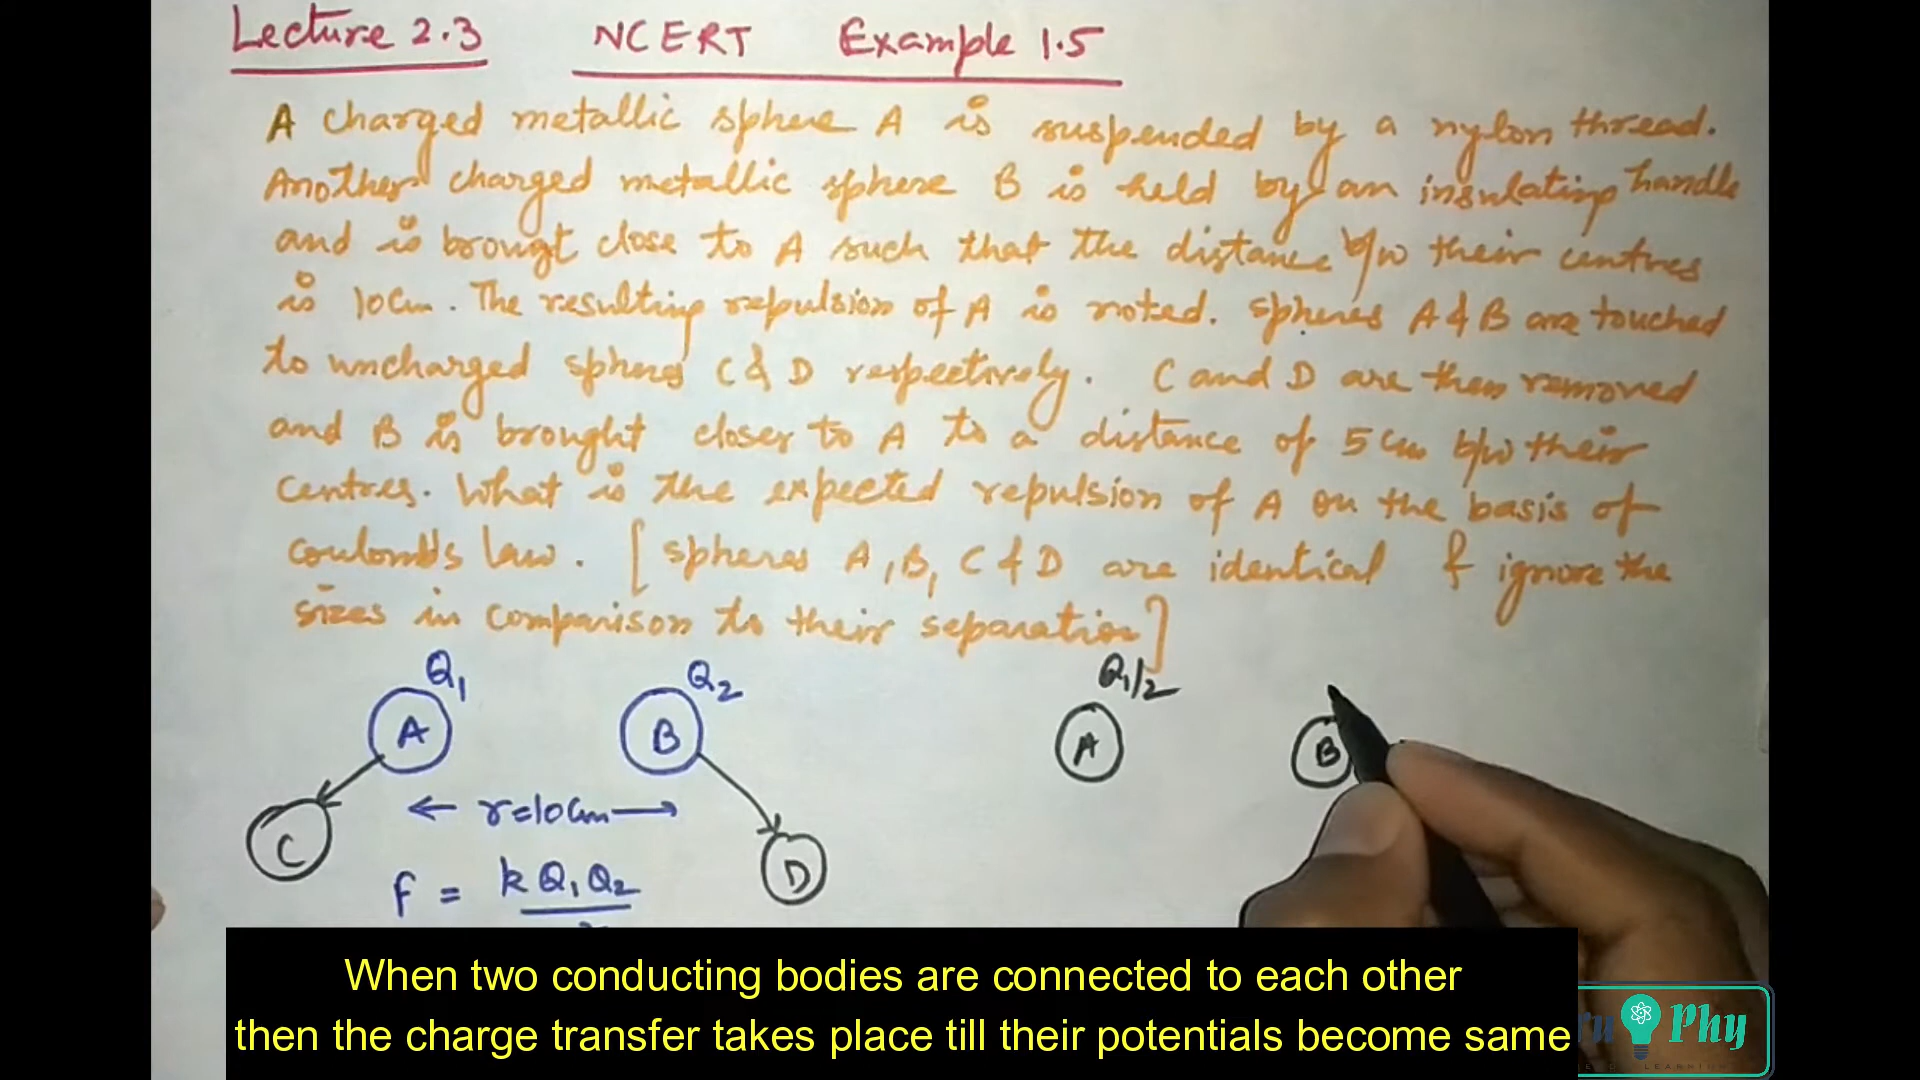 Lecture 2.3 NCERT Example 1.5
A charged metallic sphere A is suspended by a nylon thread.
Another charged metallic sphere B is held by an insulating handle
and is brougt close to A such that the distance b/w their centres
is 10cm. The resulting repulsion of A is noted. spheres A & B are touched
to uncharged spheres C & D respectively. C and D are then removed
and B is brought closer to A to a distance of 5cm b/w their
centres. What is the expected repulsion of A on the basis of
coulomb's law. [spheres A, B, C & D are identical & ignore the
sizes in comparison to their separation]
Q₁ Q₂ Q₁/2
A B A B
← r=10cm →
C D
F = kQ₁Q₂
When two conducting bodies are connected to each other
then the charge transfer takes place till their potentials become same
Phy